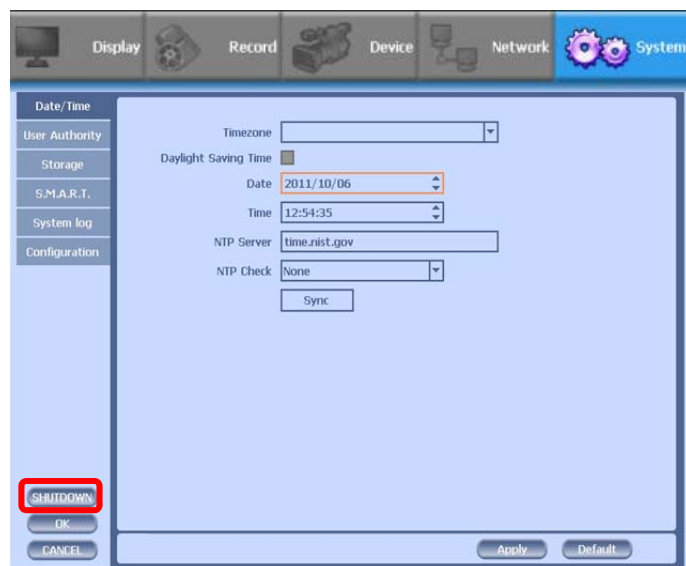 Display Record Device Network System
Date/Time
User Authority
Storage
S.M.A.R.T.
System log
Configuration
Timezone
Daylight Saving Time
Date 2011/10/06
Time 12:54:35
NTP Server time.nist.gov
NTP Check None
Sync
SHUTDOWN
OK
CANCEL
Apply Default